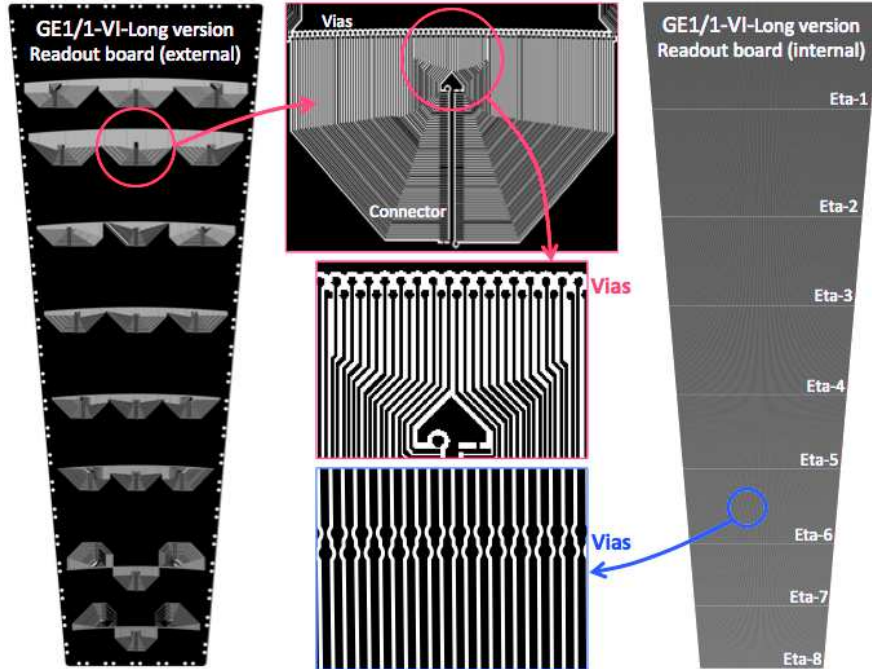 GE1/1-VI-Long version
Readout board (external)
Vias
Connector
Vias
Vias
GE1/1-VI-Long version
Readout board (internal)
Eta-1
Eta-2
Eta-3
Eta-4
Eta-5
Eta-6
Eta-7
Eta-8